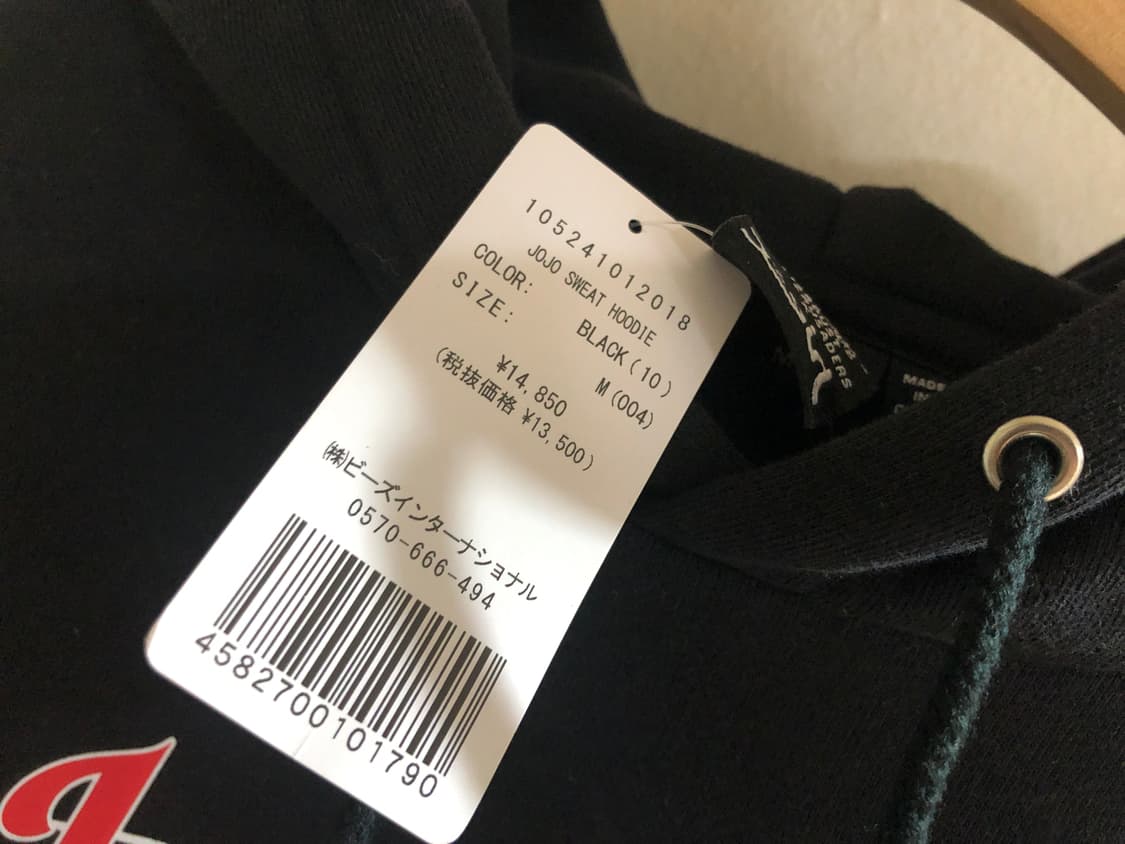 105241012018
JOJO SWEAT HOODIE
COLOR: BLACK(10)
SIZE: M(004)
¥14,850
(税抜価格 ¥13,500)
㈱ビーズインターナショナル
0570-666-494
4582700101790
MADE